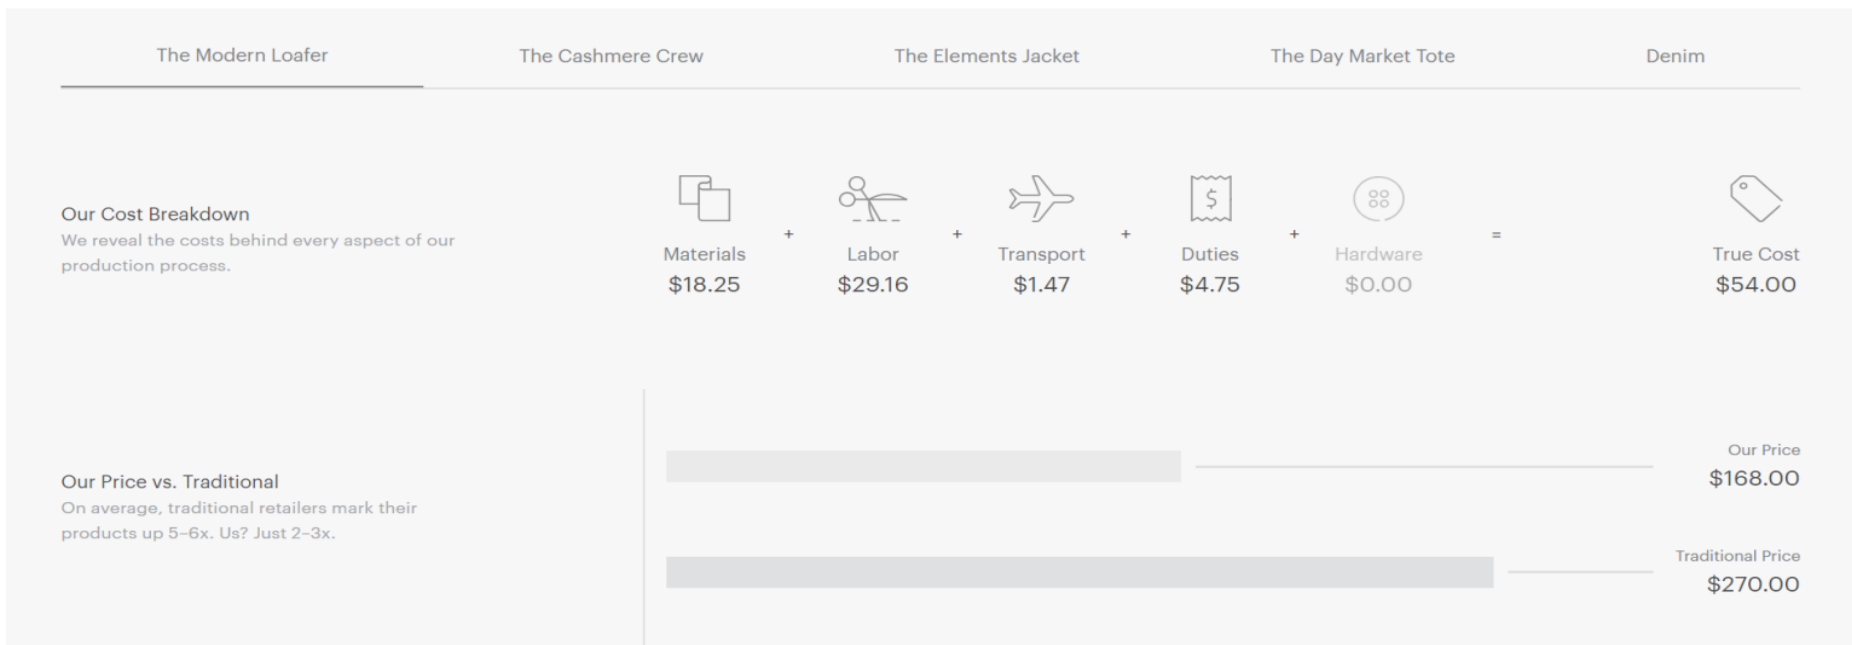 The Modern Loafer
The Cashmere Crew
The Elements Jacket
The Day Market Tote
Denim
Our Cost Breakdown
We reveal the costs behind every aspect of our
production process.
Materials
$18.25
+
Labor
$29.16
+
Transport
$1.47
+
Duties
$4.75
+
Hardware
$0.00
=
True Cost
$54.00
Our Price vs. Traditional
On average, traditional retailers mark their
products up 5–6x. Us? Just 2–3x.
Our Price
$168.00
Traditional Price
$270.00